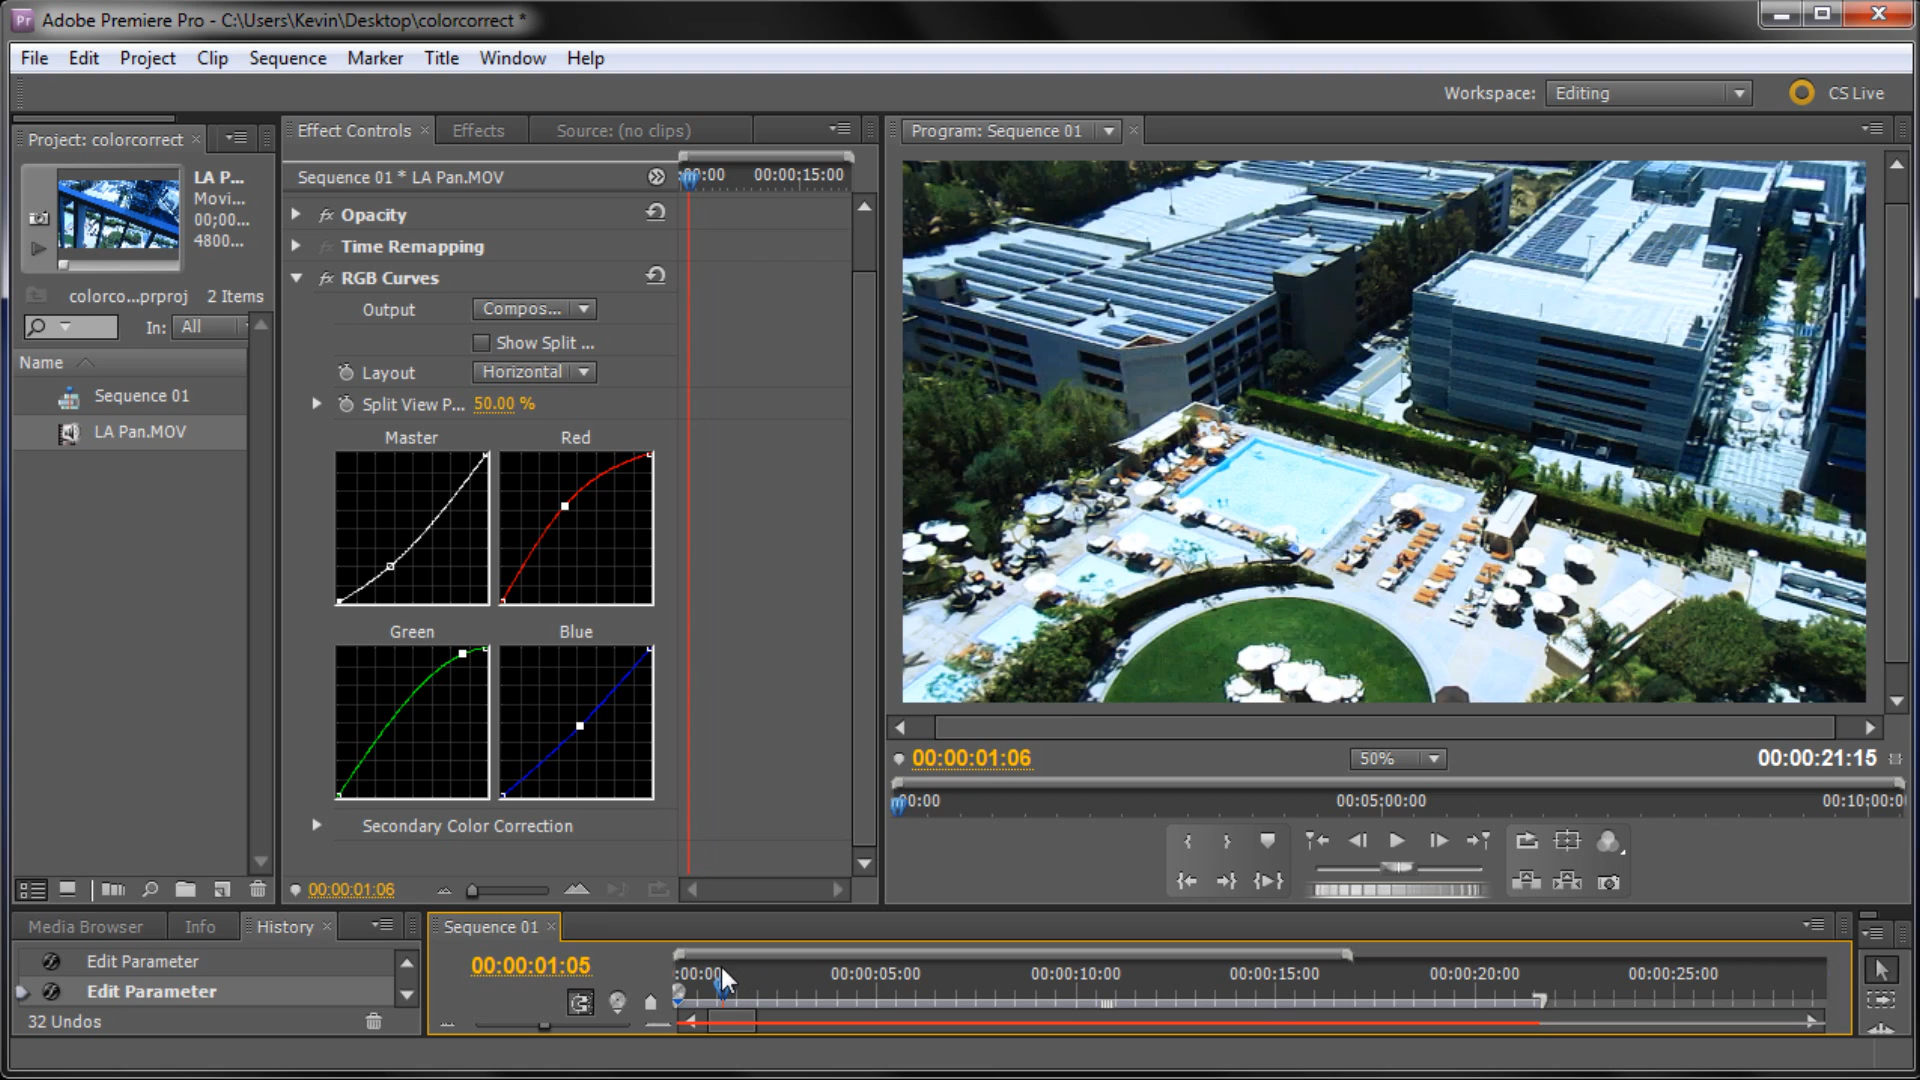 Pr Adobe Premiere Pro - C:\Users\Kevin\Desktop\colorcorrect *
File Edit Project Clip Sequence Marker Title Window Help
Workspace: Editing CS Live
Project: colorcorrect
LA P...
Movi...
00;00...
4800...
colorco...prproj 2 Items
In: All
Name
Sequence 01
LA Pan.MOV
Effect Controls Effects Source: (no clips)
Sequence 01 * LA Pan.MOV
00:00 00:00:15:00
fx Opacity
fx Time Remapping
fx RGB Curves
Output Compos...
Show Split ...
Layout Horizontal
Split View P... 50.00 %
Master Red
Green Blue
Secondary Color Correction
00:00:01:06
Program: Sequence 01
00:00:01:06 50% 00:00:21:15
00:00 00:05:00:00 00:10:00:0
Media Browser Info History
Edit Parameter
Edit Parameter
32 Undos
Sequence 01
00:00:01:05
:00:00 00:00:05:00 00:00:10:00 00:00:15:00 00:00:20:00 00:00:25:00